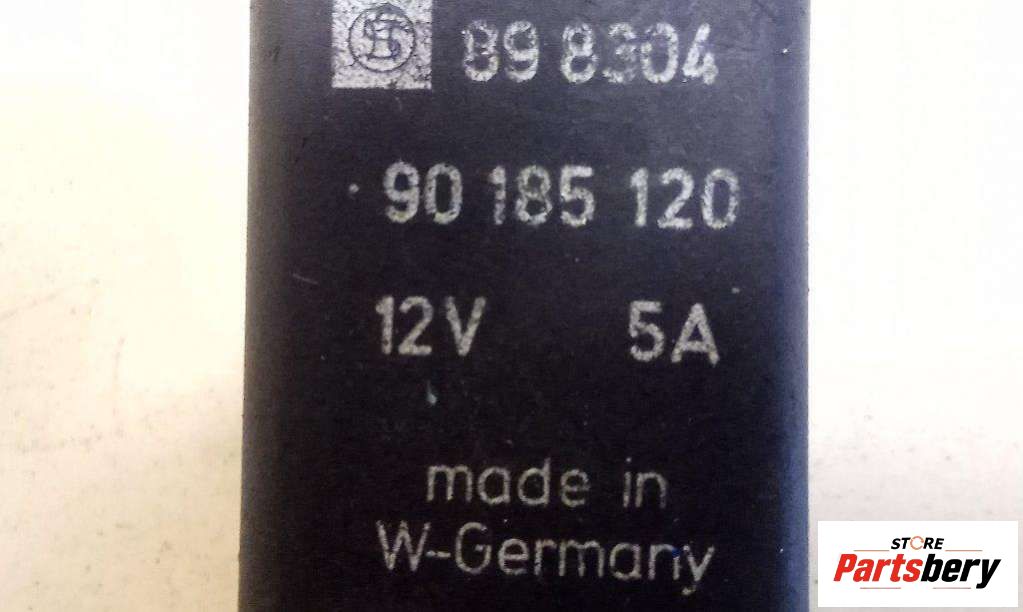 89 8304
90 185 120
12V 5A
made in
W-Germany
STORE
Partsbery